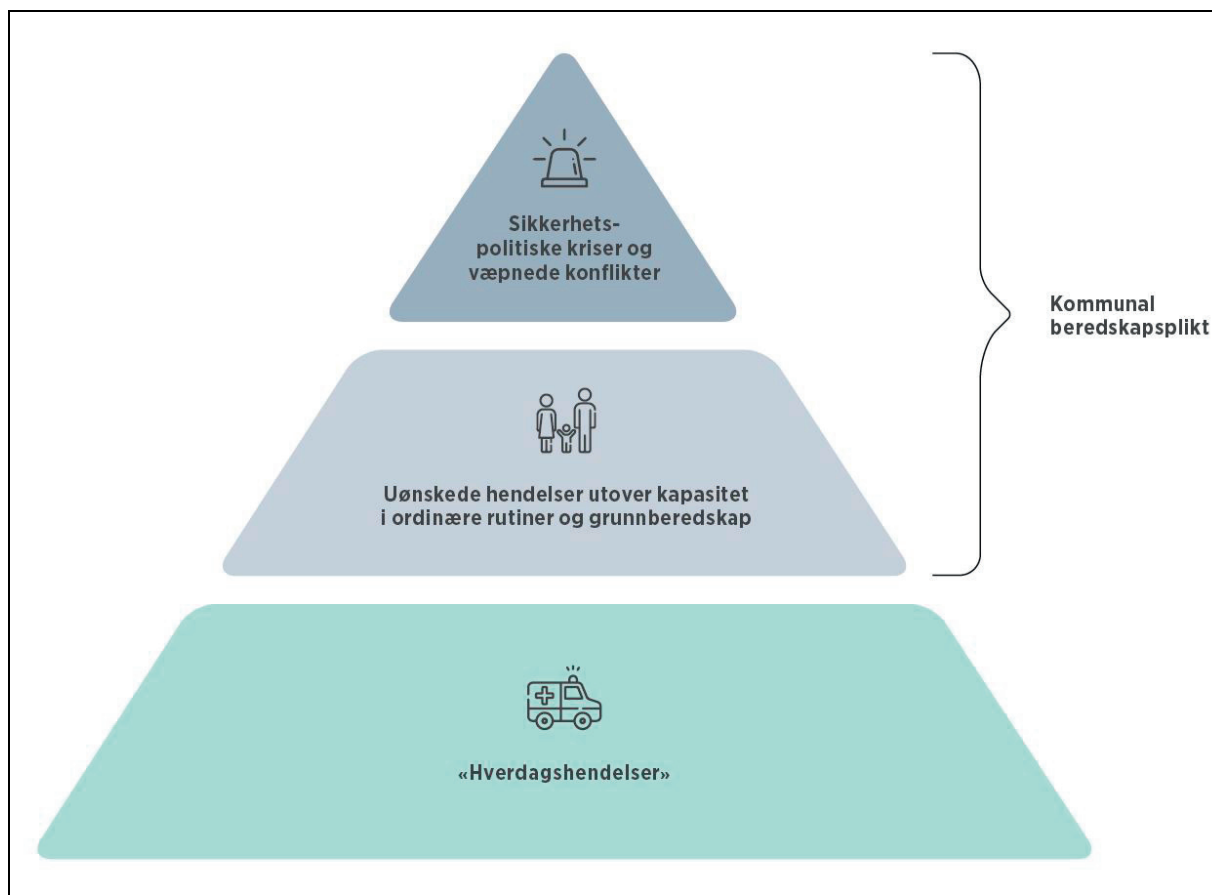 Sikkerhets-
politiske kriser og
væpnede konflikter
Kommunal
beredskapsplikt
Uønskede hendelser utover kapasitet
i ordinære rutiner og grunnberedskap
«Hverdagshendelser»